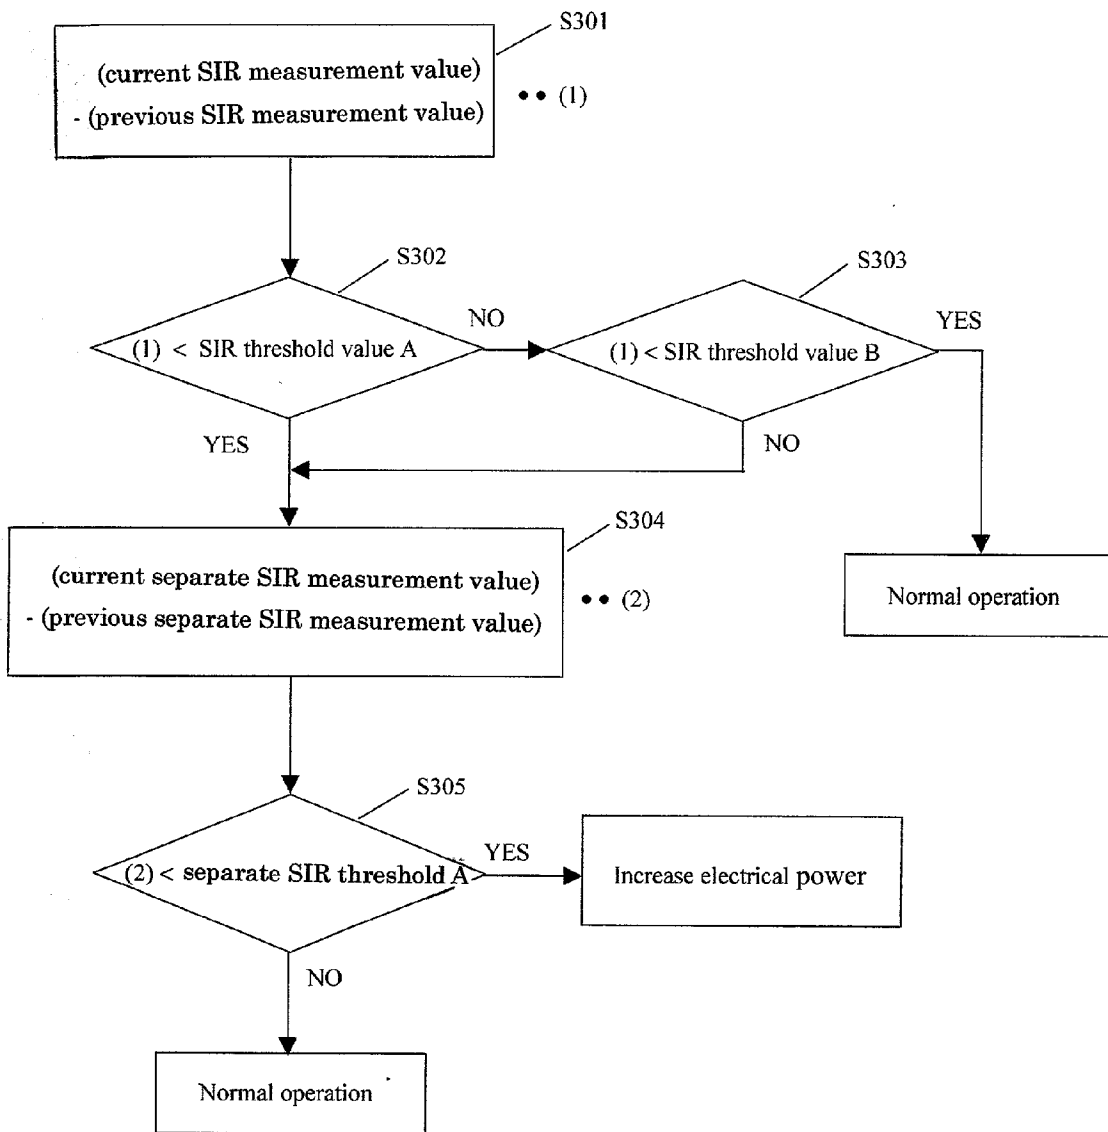 S301
(current SIR measurement value)
- (previous SIR measurement value)
•• (1)
S302
S303
(1) < SIR threshold value A
NO
(1) < SIR threshold value B
YES
YES
NO
S304
(current separate SIR measurement value)
- (previous separate SIR measurement value)
•• (2)
Normal operation
S305
(2) < separate SIR threshold A
YES
Increase electrical power
NO
Normal operation